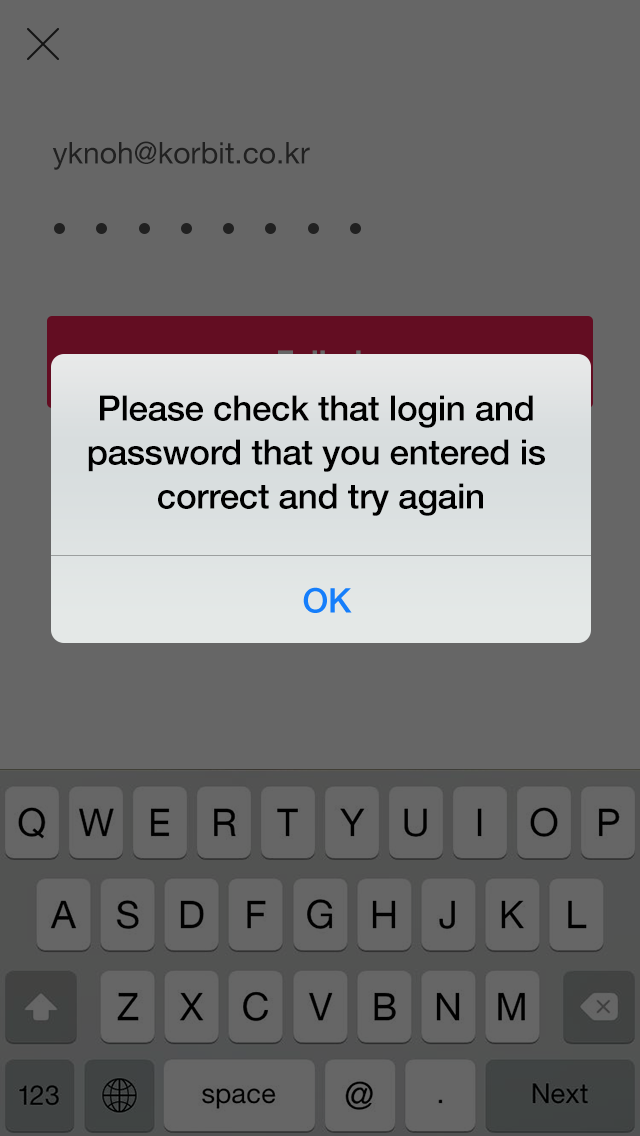 yknoh@korbit.co.kr
Please check that login and
password that you entered is
correct and try again
OK
Q W E R T Y U I O P
A S D F G H J K L
Z X C V B N M
123 space @ . Next